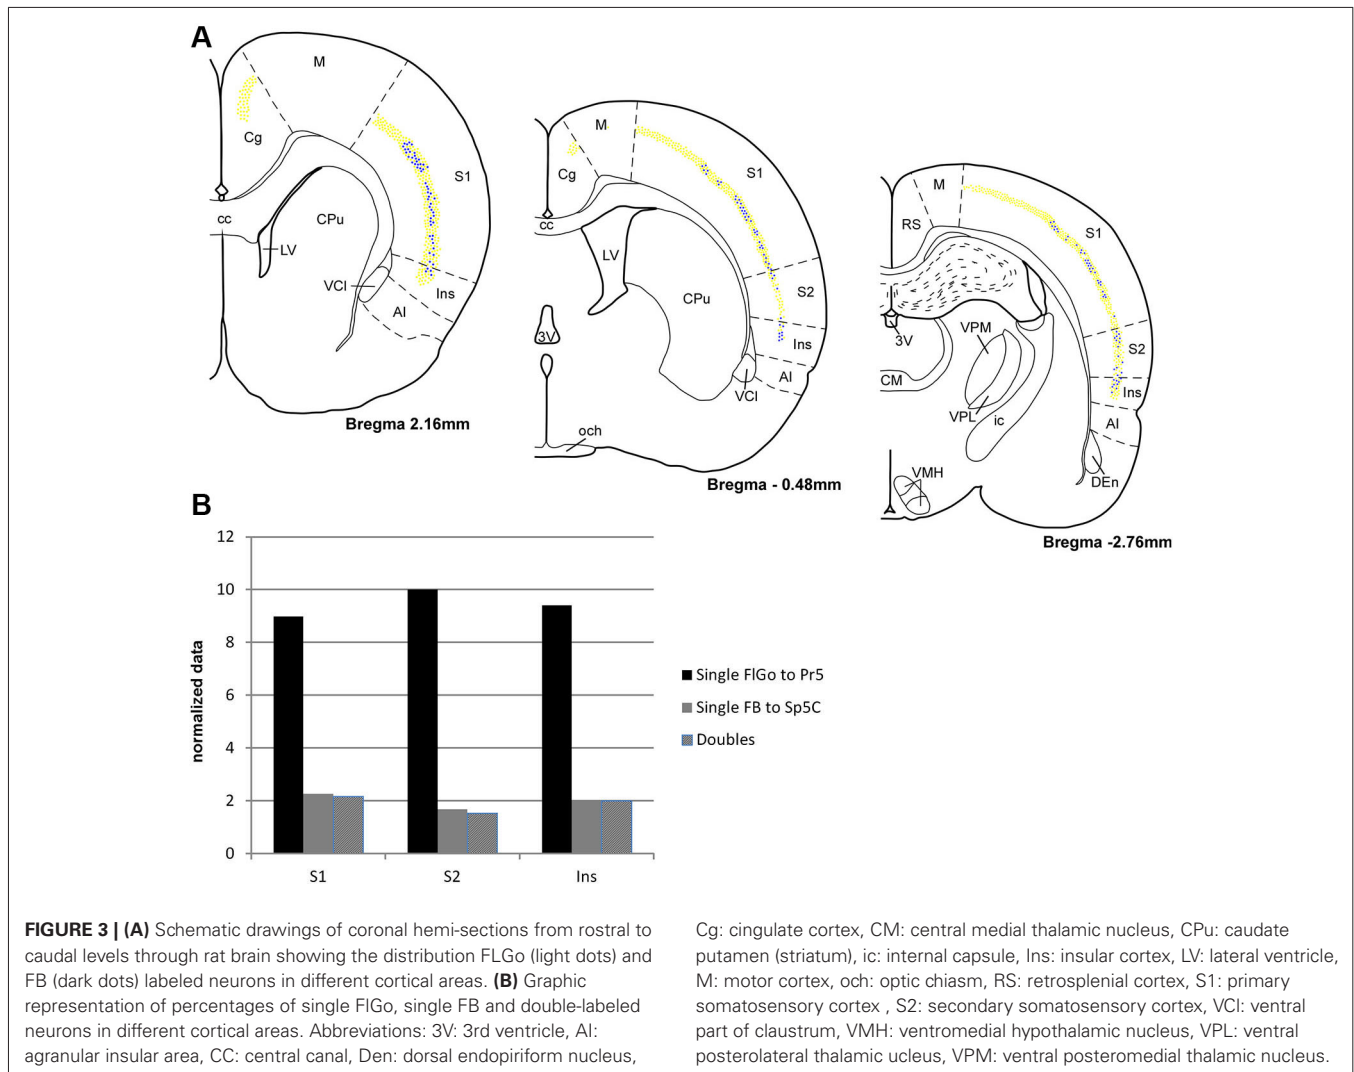 A
M
Cg
S1
cc
CPu
LV
VCl
Ins
AI
Bregma 2.16mm
M
Cg
S1
cc
LV
CPu
S2
3V
Ins
AI
VCl
och
Bregma - 0.48mm
M
RS
S1
3V
VPM
S2
CM
Ins
VPL
ic
AI
VMH
DEn
Bregma -2.76mm
B
12
10
8
6
4
2
0
normalized data
S1
S2
Ins
Single FlGo to Pr5
Single FB to Sp5C
Doubles
FIGURE 3 | (A) Schematic drawings of coronal hemi-sections from rostral to
caudal levels through rat brain showing the distribution FLGo (light dots) and
FB (dark dots) labeled neurons in different cortical areas. (B) Graphic
representation of percentages of single FlGo, single FB and double-labeled
neurons in different cortical areas. Abbreviations: 3V: 3rd ventricle, AI:
agranular insular area, CC: central canal, Den: dorsal endopiriform nucleus,
Cg: cingulate cortex, CM: central medial thalamic nucleus, CPu: caudate
putamen (striatum), ic: internal capsule, Ins: insular cortex, LV: lateral ventricle,
M: motor cortex, och: optic chiasm, RS: retrosplenial cortex, S1: primary
somatosensory cortex , S2: secondary somatosensory cortex, VCl: ventral
part of claustrum, VMH: ventromedial hypothalamic nucleus, VPL: ventral
posterolateral thalamic ucleus, VPM: ventral posteromedial thalamic nucleus.